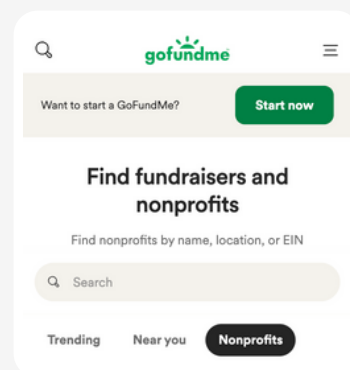 gofundme
Want to start a GoFundMe?
Start now
Find fundraisers and
nonprofits
Find nonprofits by name, location, or EIN
Search
Trending
Near you
Nonprofits